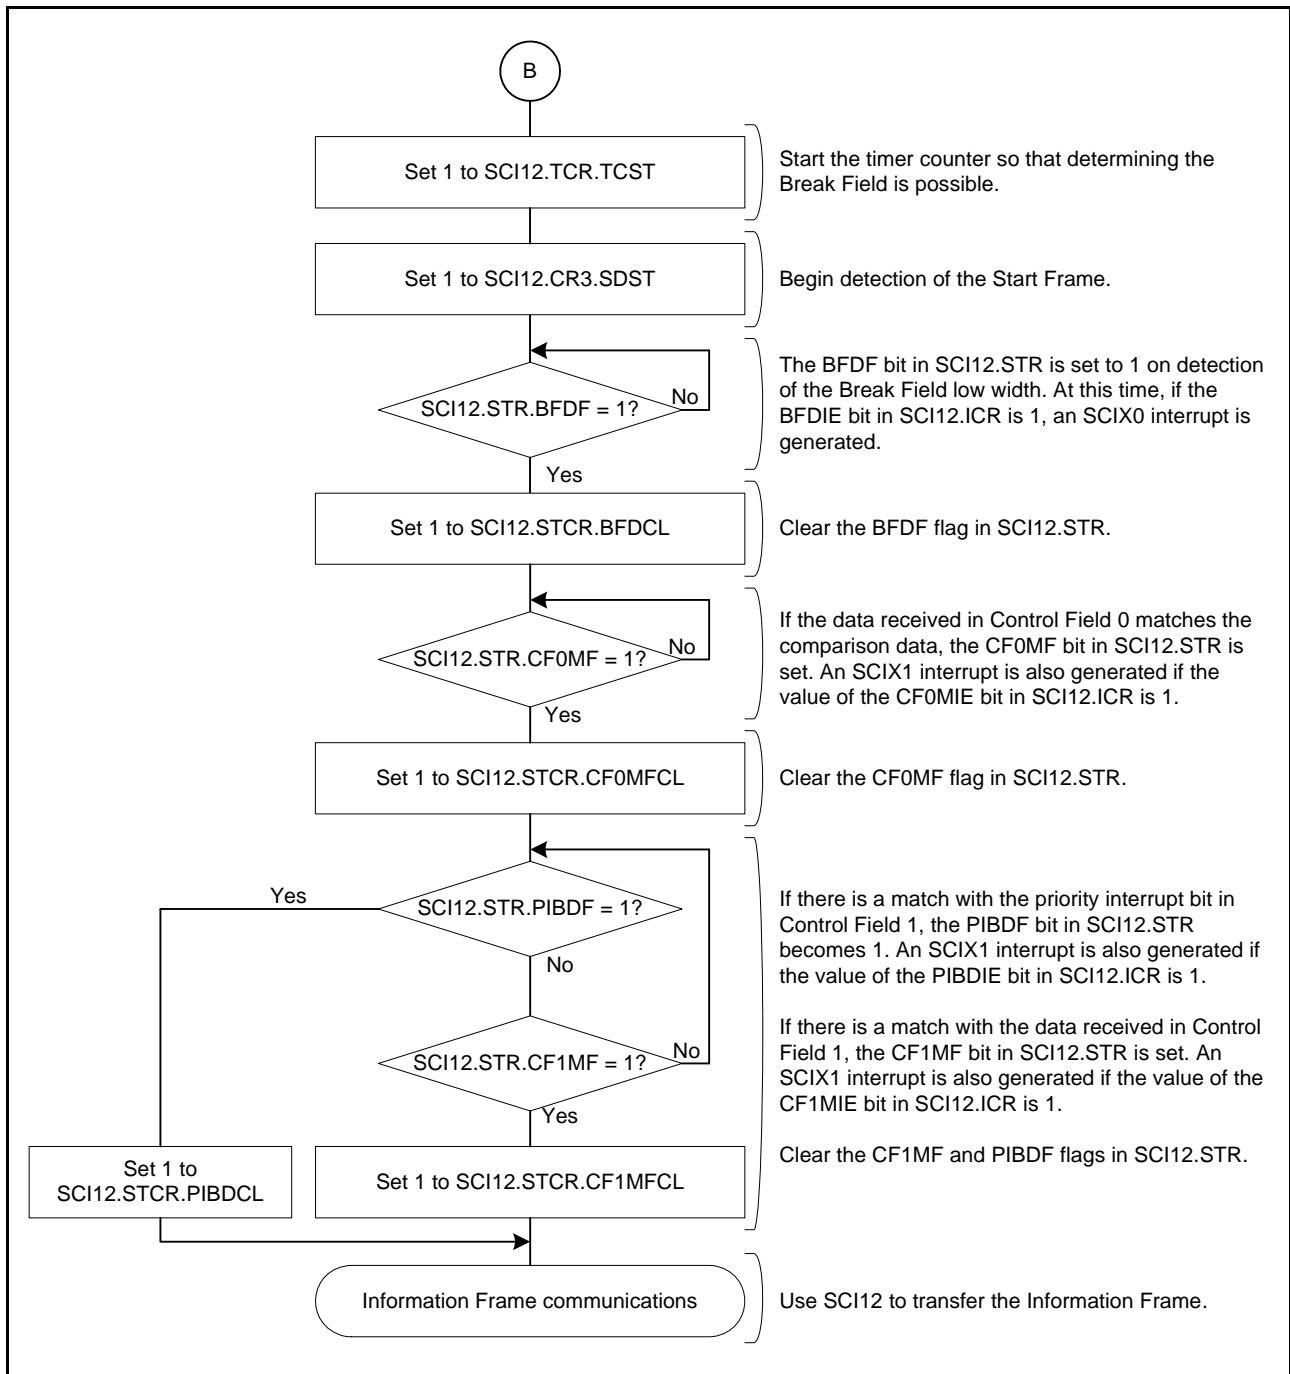 B
Set 1 to SCI12.TCR.TCST
Start the timer counter so that determining the
Break Field is possible.
Set 1 to SCI12.CR3.SDST
Begin detection of the Start Frame.
SCI12.STR.BFDF = 1?
No
Yes
The BFDF bit in SCI12.STR is set to 1 on detection
of the Break Field low width. At this time, if the
BFDIE bit in SCI12.ICR is 1, an SCIX0 interrupt is
generated.
Set 1 to SCI12.STCR.BFDCL
Clear the BFDF flag in SCI12.STR.
SCI12.STR.CF0MF = 1?
No
Yes
If the data received in Control Field 0 matches the
comparison data, the CF0MF bit in SCI12.STR is
set. An SCIX1 interrupt is also generated if the
value of the CF0MIE bit in SCI12.ICR is 1.
Set 1 to SCI12.STCR.CF0MFCL
Clear the CF0MF flag in SCI12.STR.
Yes
SCI12.STR.PIBDF = 1?
No
SCI12.STR.CF1MF = 1?
No
Yes
If there is a match with the priority interrupt bit in
Control Field 1, the PIBDF bit in SCI12.STR
becomes 1. An SCIX1 interrupt is also generated if
the value of the PIBDIE bit in SCI12.ICR is 1.
If there is a match with the data received in Control
Field 1, the CF1MF bit in SCI12.STR is set. An
SCIX1 interrupt is also generated if the value of the
CF1MIE bit in SCI12.ICR is 1.
Clear the CF1MF and PIBDF flags in SCI12.STR.
Set 1 to
SCI12.STCR.PIBDCL
Set 1 to SCI12.STCR.CF1MFCL
Information Frame communications
Use SCI12 to transfer the Information Frame.